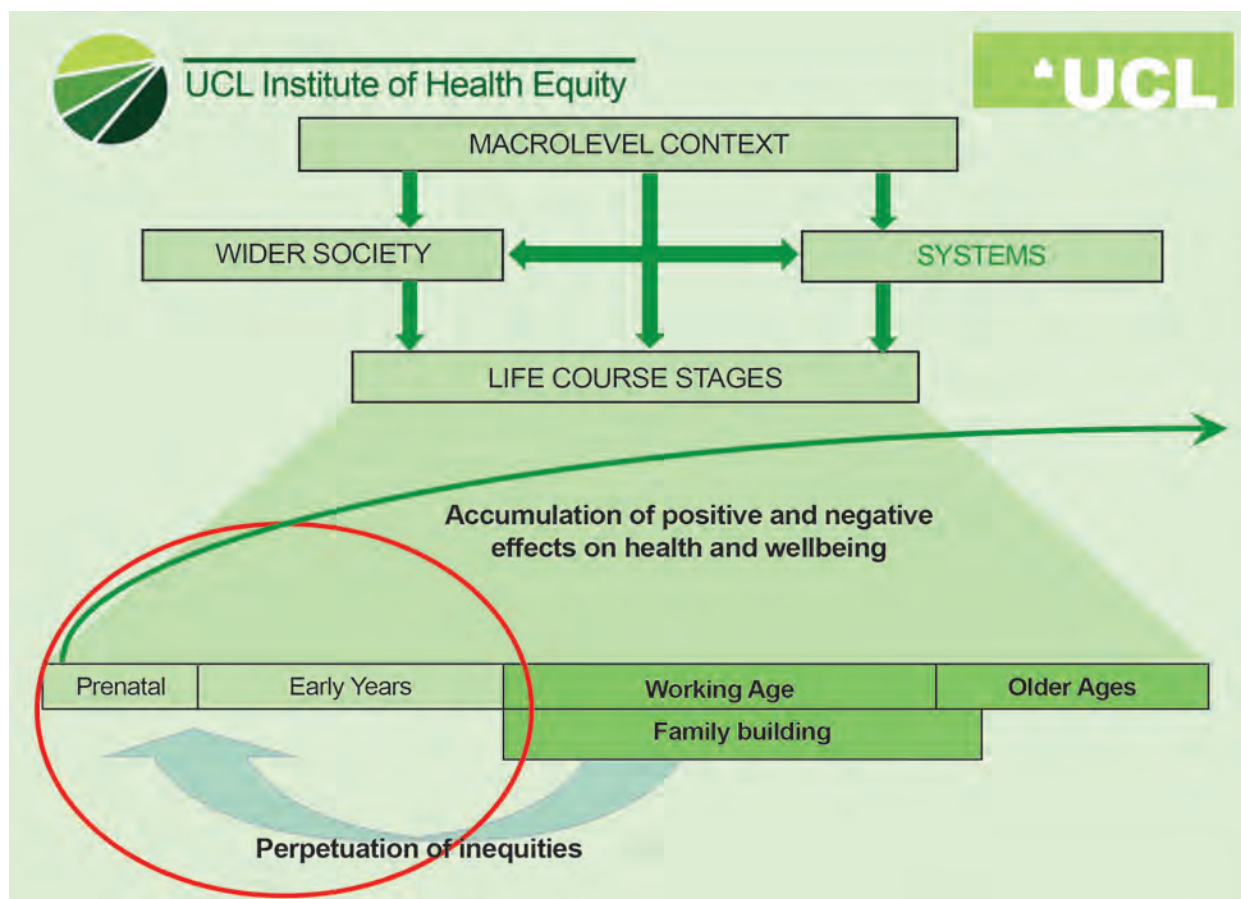 UCL Institute of Health Equity
UCL
MACROLEVEL CONTEXT
WIDER SOCIETY
SYSTEMS
LIFE COURSE STAGES
Accumulation of positive and negative
effects on health and wellbeing
Prenatal
Early Years
Working Age
Older Ages
Family building
Perpetuation of inequities